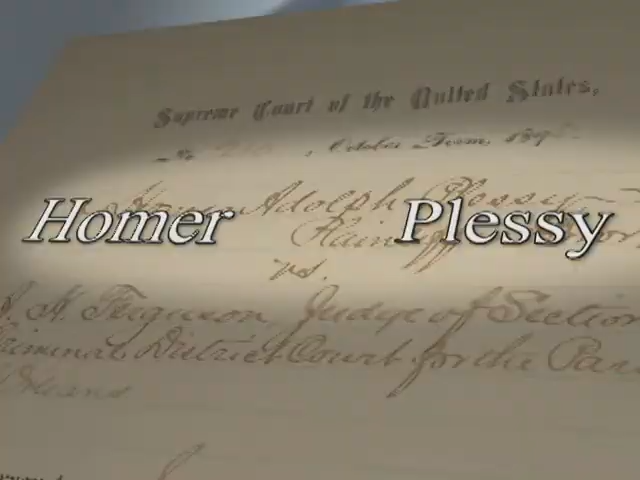 Supreme Court of the United States,
October Term, 189
Homer Adolph Plessy
Homer Plessy
Plaintiff
vs.
J. H. Ferguson, Judge of Section
Criminal District Court for the Par
Orleans